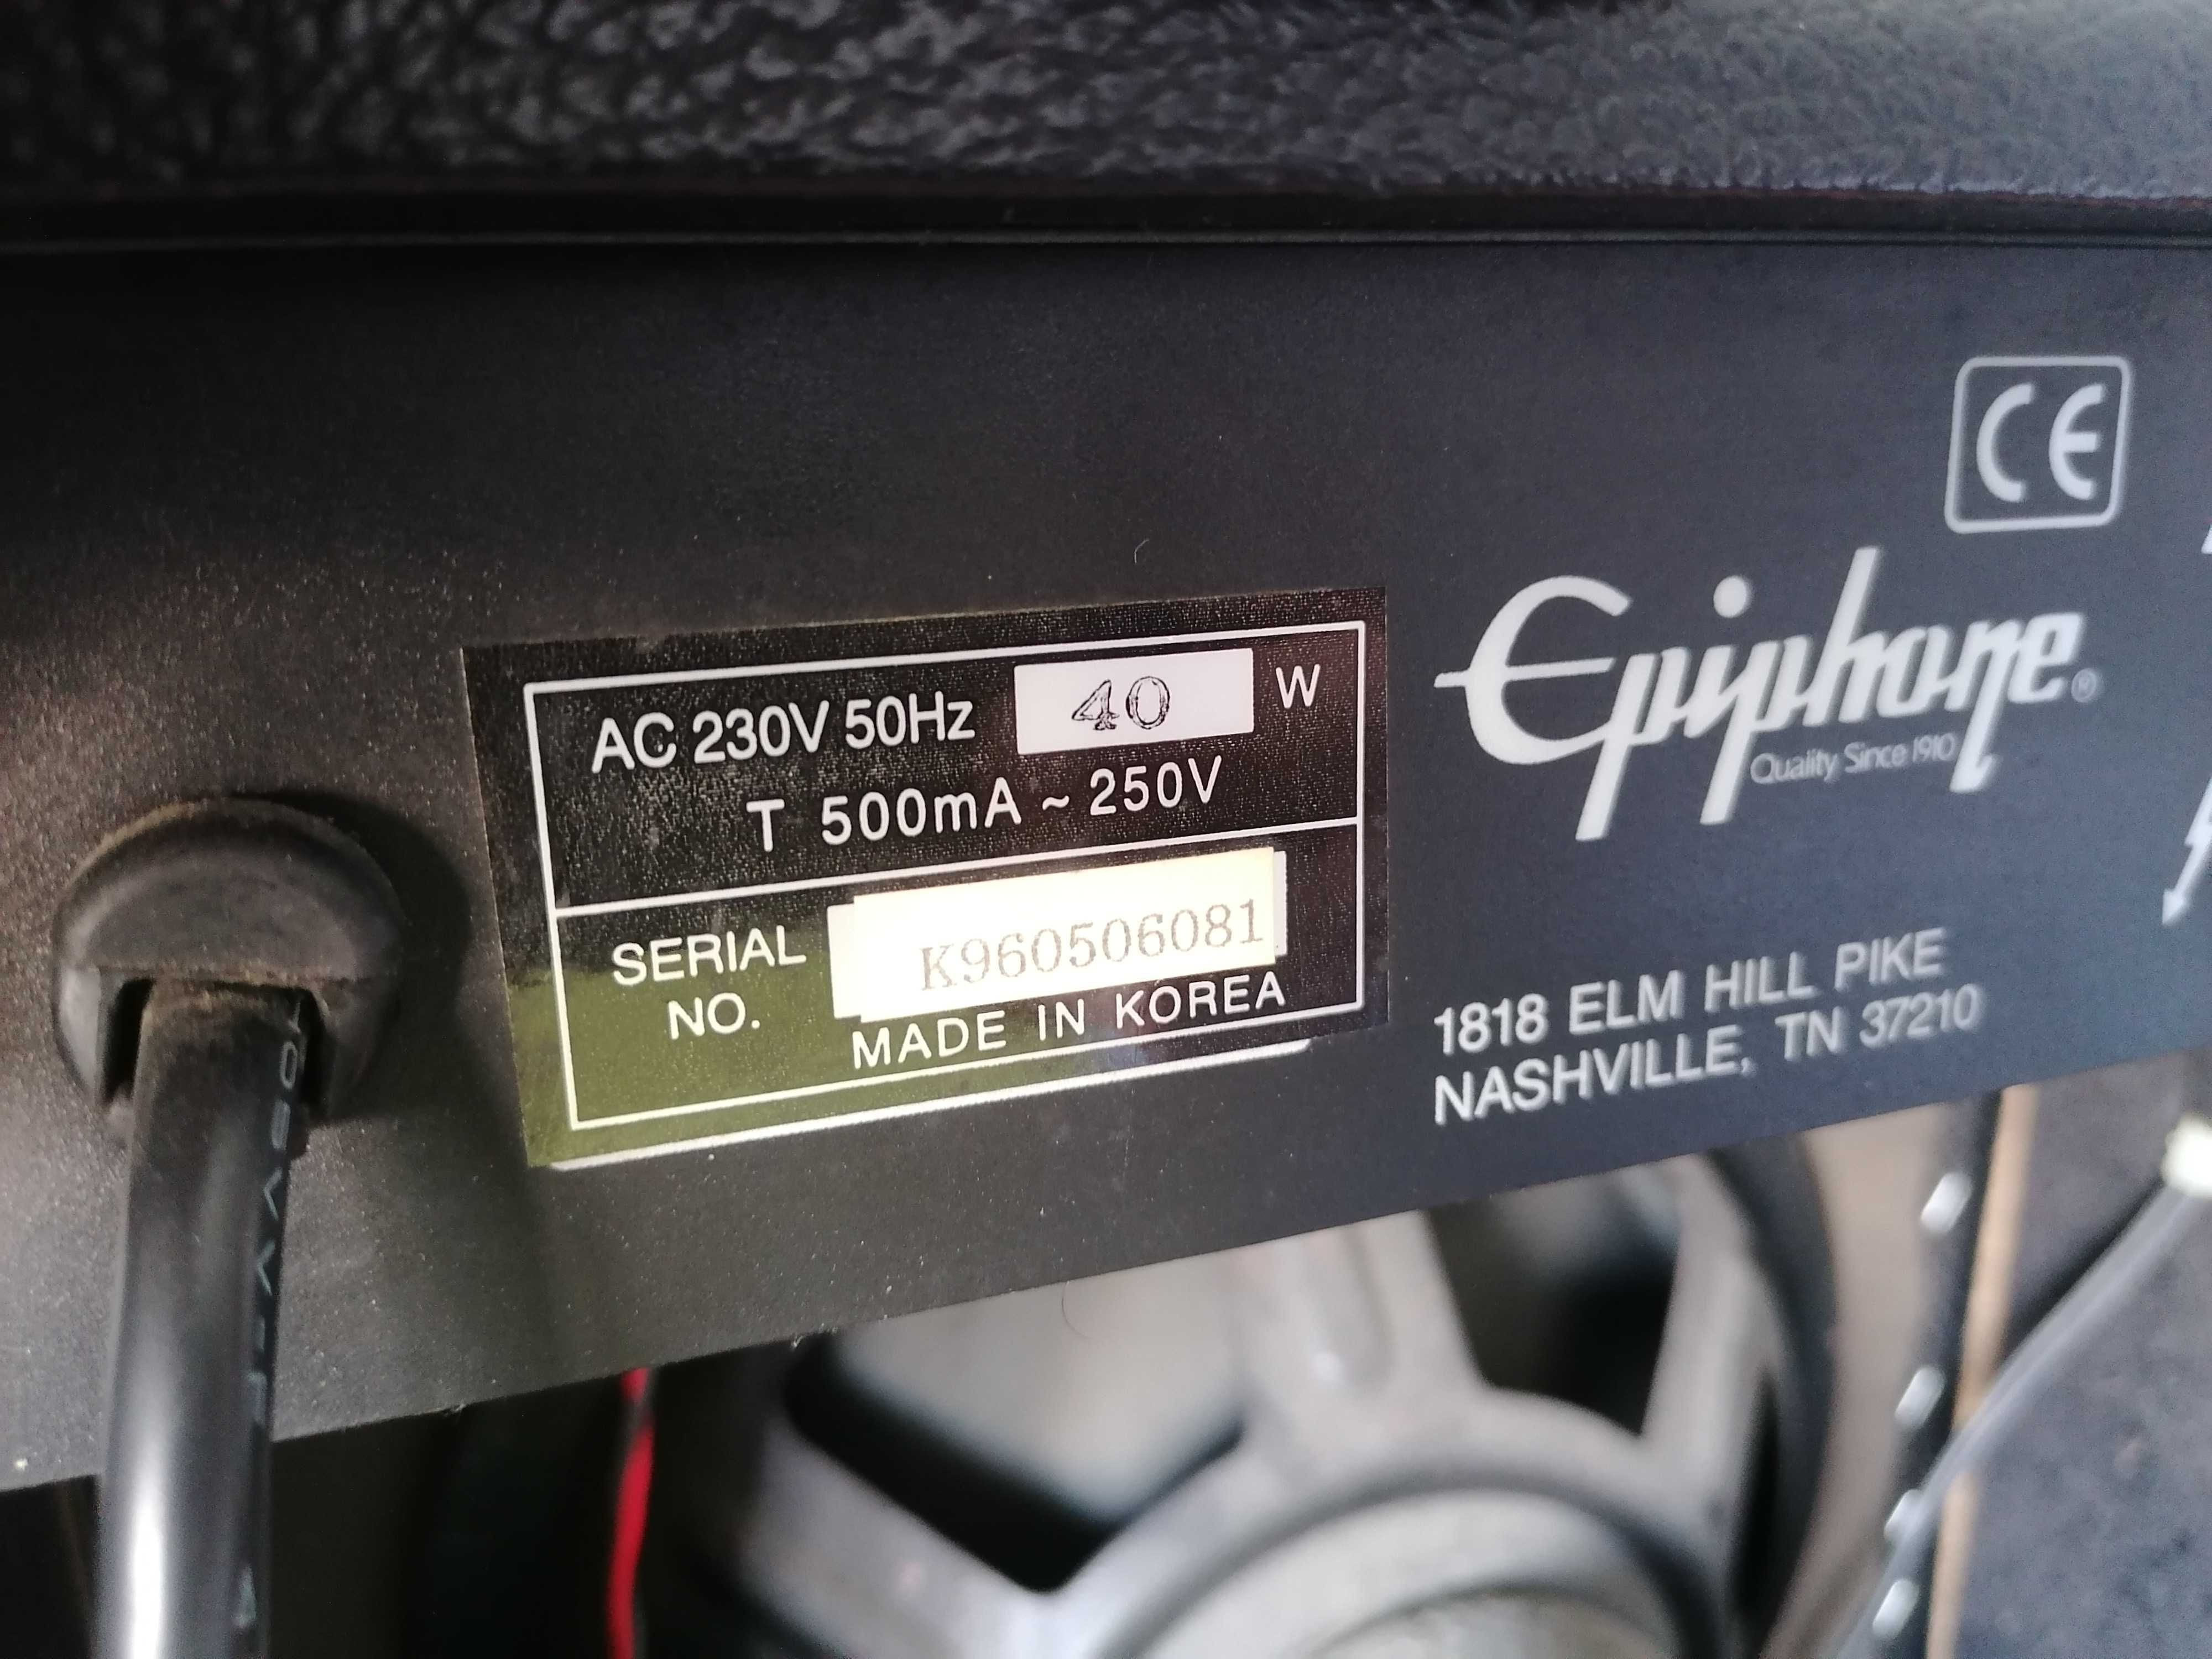 CE
Epiphone®
Quality Since 1910
AC 230V 50Hz 40 W
T 500mA ~ 250V
SERIAL NO. K960506081
MADE IN KOREA
1818 ELM HILL PIKE
NASHVILLE, TN 37210